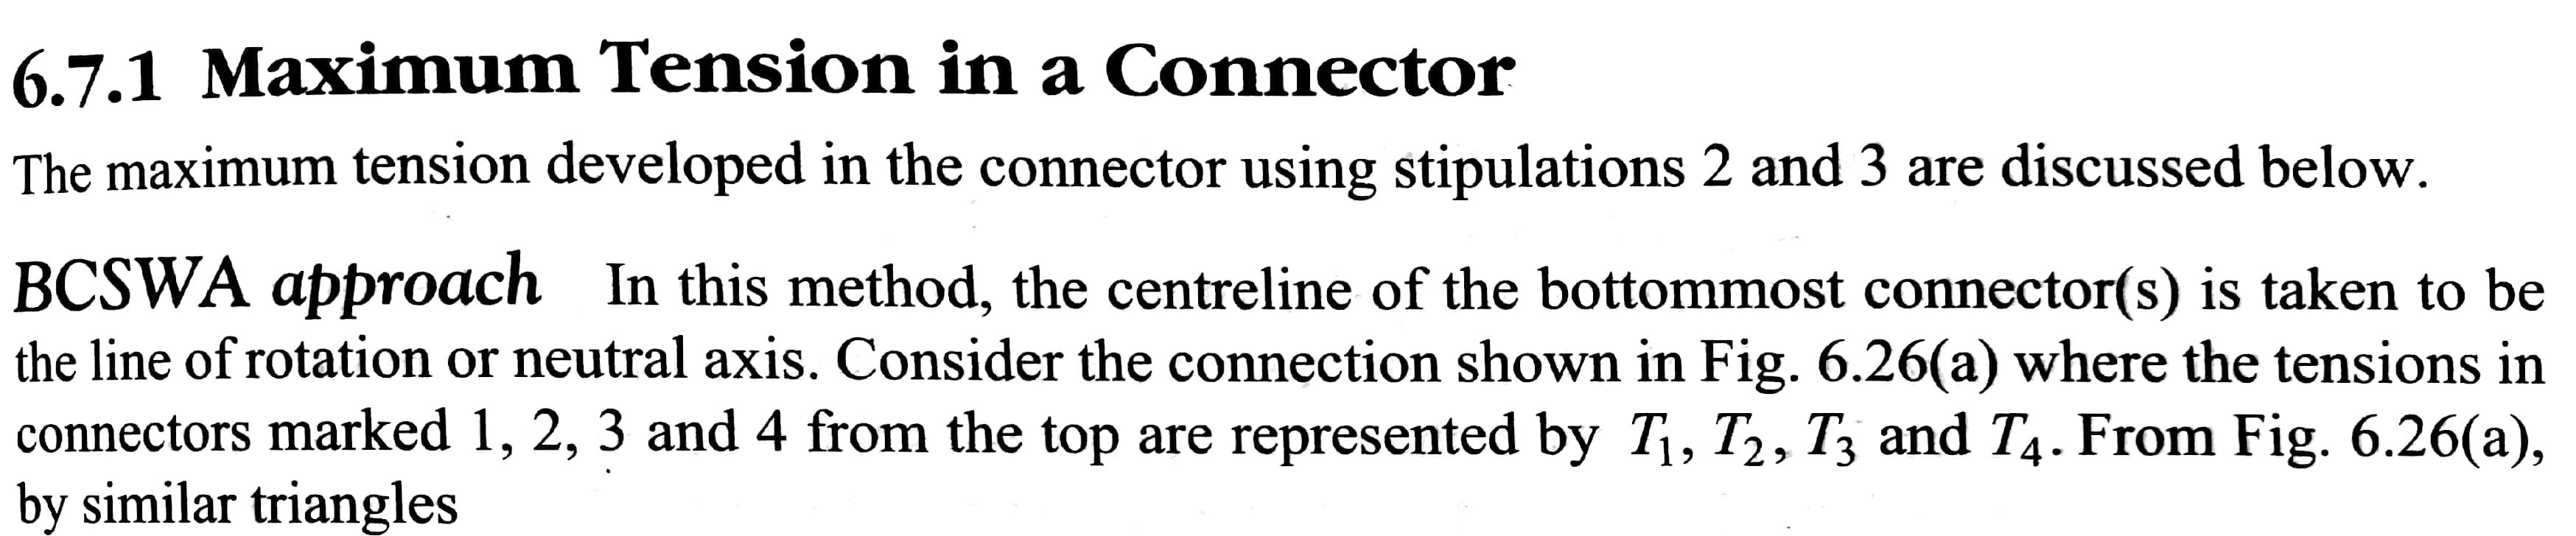 6.7.1 Maximum Tension in a Connector
The maximum tension developed in the connector using stipulations 2 and 3 are discussed below.
BCSWA approach In this method, the centreline of the bottommost connector(s) is taken to be
the line of rotation or neutral axis. Consider the connection shown in Fig. 6.26(a) where the tensions in
connectors marked 1, 2, 3 and 4 from the top are represented by T₁, T₂, T₃ and T₄. From Fig. 6.26(a),
by similar triangles